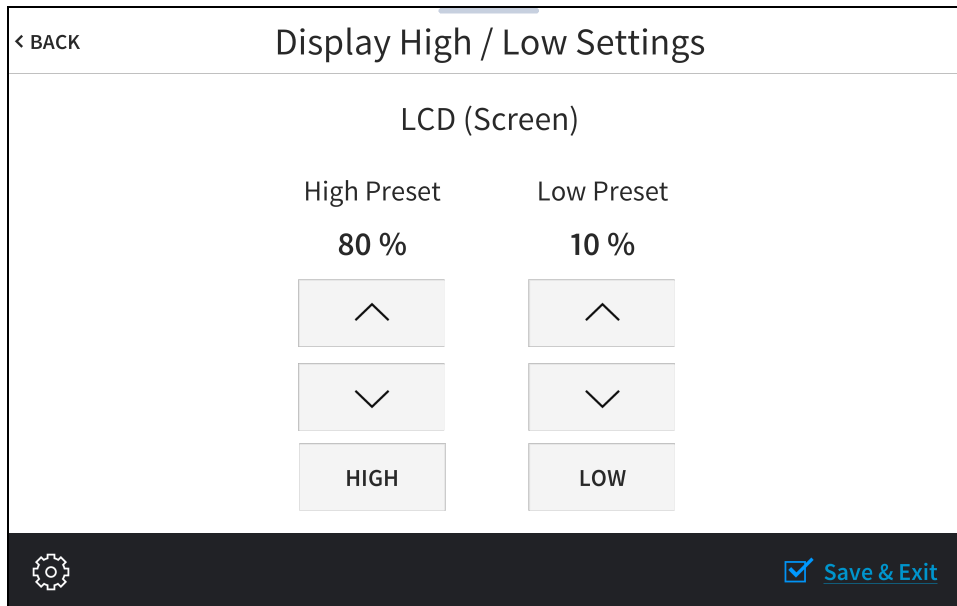 < BACK
Display High / Low Settings
LCD (Screen)
High Preset Low Preset
80 % 10 %
HIGH LOW
Save & Exit